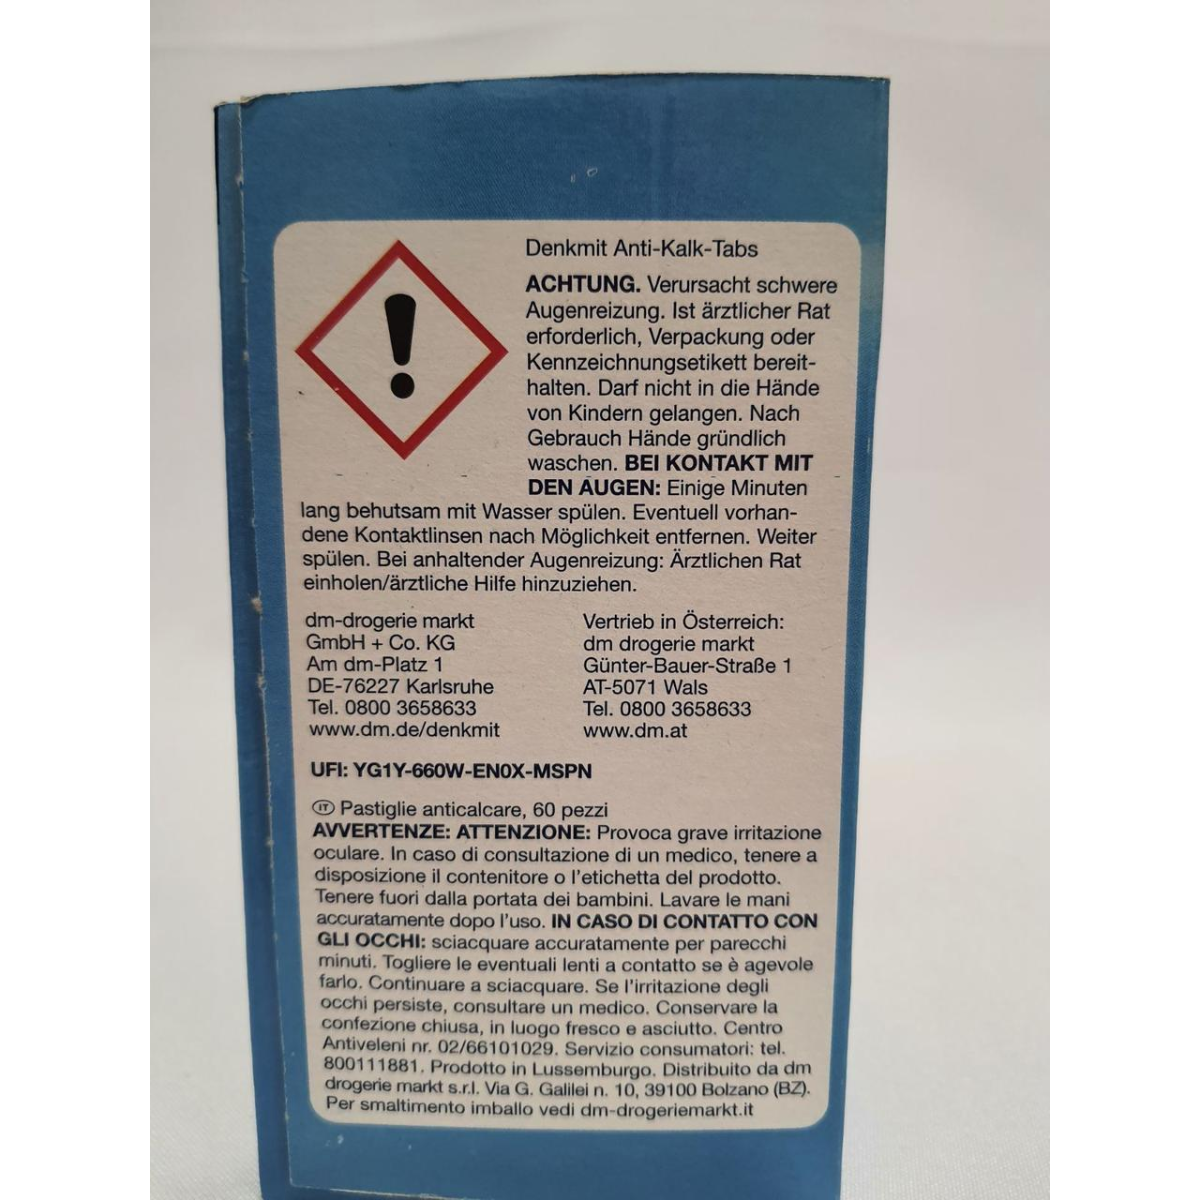 Denkmit Anti-Kalk-Tabs
ACHTUNG. Verursacht schwere
Augenreizung. Ist ärztlicher Rat
erforderlich, Verpackung oder
Kennzeichnungsetikett bereit-
halten. Darf nicht in die Hände
von Kindern gelangen. Nach
Gebrauch Hände gründlich
waschen. BEI KONTAKT MIT
DEN AUGEN: Einige Minuten
lang behutsam mit Wasser spülen. Eventuell vorhan-
dene Kontaktlinsen nach Möglichkeit entfernen. Weiter
spülen. Bei anhaltender Augenreizung: Ärztlichen Rat
einholen/ärztliche Hilfe hinzuziehen.
dm-drogerie markt
GmbH + Co. KG
Am dm-Platz 1
DE-76227 Karlsruhe
Tel. 0800 3658633
www.dm.de/denkmit
Vertrieb in Österreich:
dm drogerie markt
Günter-Bauer-Straße 1
AT-5071 Wals
Tel. 0800 3658633
www.dm.at
UFI: YG1Y-660W-EN0X-MSPN
IT Pastiglie anticalcare, 60 pezzi
AVVERTENZE: ATTENZIONE: Provoca grave irritazione
oculare. In caso di consultazione di un medico, tenere a
disposizione il contenitore o l'etichetta del prodotto.
Tenere fuori dalla portata dei bambini. Lavare le mani
accuratamente dopo l'uso. IN CASO DI CONTATTO CON
GLI OCCHI: sciacquare accuratamente per parecchi
minuti. Togliere le eventuali lenti a contatto se è agevole
farlo. Continuare a sciacquare. Se l'irritazione degli
occhi persiste, consultare un medico. Conservare la
confezione chiusa, in luogo fresco e asciutto. Centro
Antiveleni nr. 02/66101029. Servizio consumatori: tel.
800111881. Prodotto in Lussemburgo. Distribuito da dm
drogerie markt s.r.l. Via G. Galilei n. 10, 39100 Bolzano (BZ).
Per smaltimento imballo vedi dm-drogeriemarkt.it